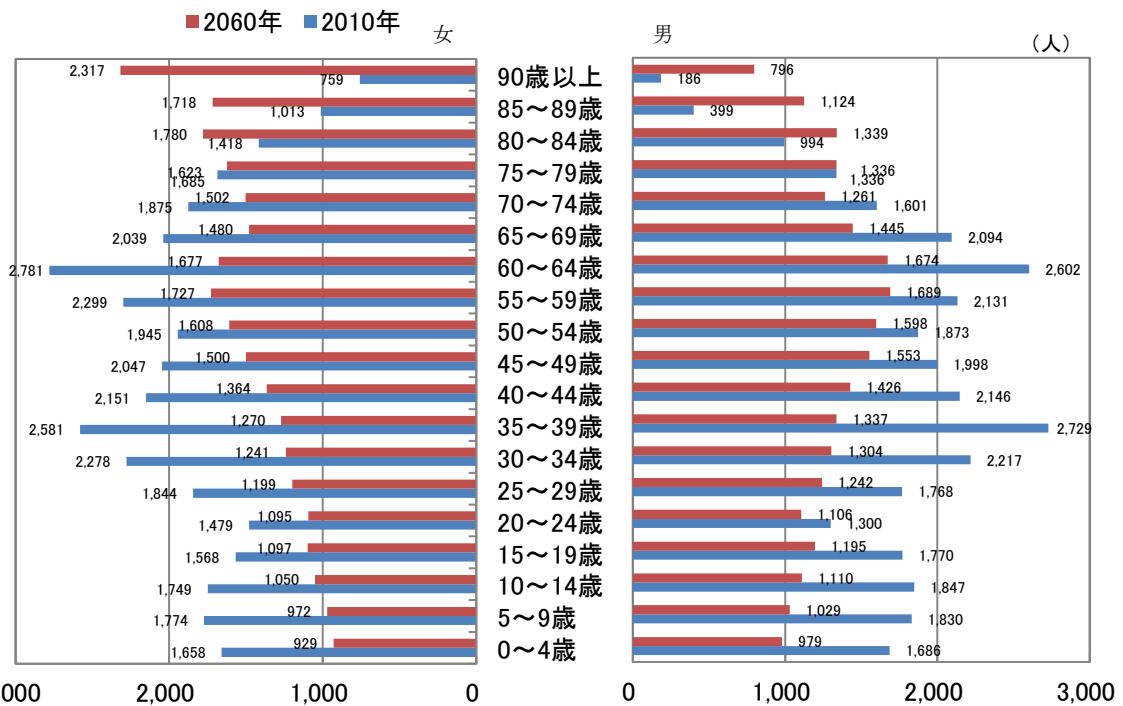 ■2060年 ■2010年
女 男 (人)
2,317 759 90歳以上 796 186
1,718 1,013 85～89歳 1,124 399
1,780 1,418 80～84歳 1,339 994
1,623 1,685 75～79歳 1,336 1,336
1,502 1,875 70～74歳 1,261 1,601
1,480 2,039 65～69歳 1,445 2,094
1,677 2,781 60～64歳 1,674 2,602
1,727 2,299 55～59歳 1,689 2,131
1,608 1,945 50～54歳 1,598 1,873
1,500 2,047 45～49歳 1,553 1,998
1,364 2,151 40～44歳 1,426 2,146
1,270 2,581 35～39歳 1,337 2,729
1,241 2,278 30～34歳 1,304 2,217
1,199 1,844 25～29歳 1,242 1,768
1,095 1,479 20～24歳 1,106 1,300
1,097 1,568 15～19歳 1,195 1,770
1,050 1,749 10～14歳 1,110 1,847
972 1,774 5～9歳 1,029 1,830
929 1,658 0～4歳 979 1,686
000 2,000 1,000 0 0 1,000 2,000 3,000